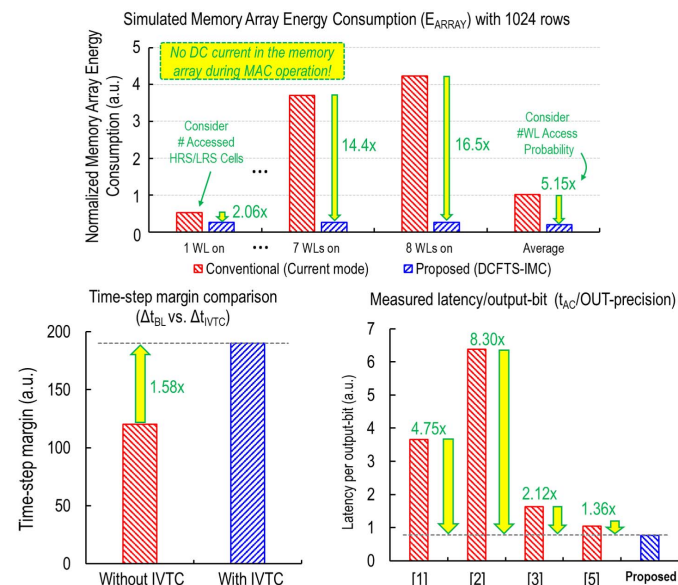 Simulated Memory Array Energy Consumption (E_ARRAY) with 1024 rows
Normalized Memory Array Energy
Consumption (a.u.)
5
4
3
2
1
0
No DC current in the memory
array during MAC operation!
Consider
# Accessed
HRS/LRS Cells
2.06x
...
14.4x
16.5x
Consider
#WL Access
Probability
5.15x
1 WL on
...
7 WLs on
8 WLs on
Average
Conventional (Current mode)
Proposed (DCFTS-IMC)
Time-step margin comparison
(Δt_BL vs. Δt_IVTC)
Time-step margin (a.u.)
200
150
100
50
0
1.58x
Without IVTC
With IVTC
Measured latency/output-bit (t_AC/OUT-precision)
Latency per output-bit (a.u.)
7
6
5
4
3
2
1
0
4.75x
8.30x
2.12x
1.36x
[1]
[2]
[3]
[5]
Proposed